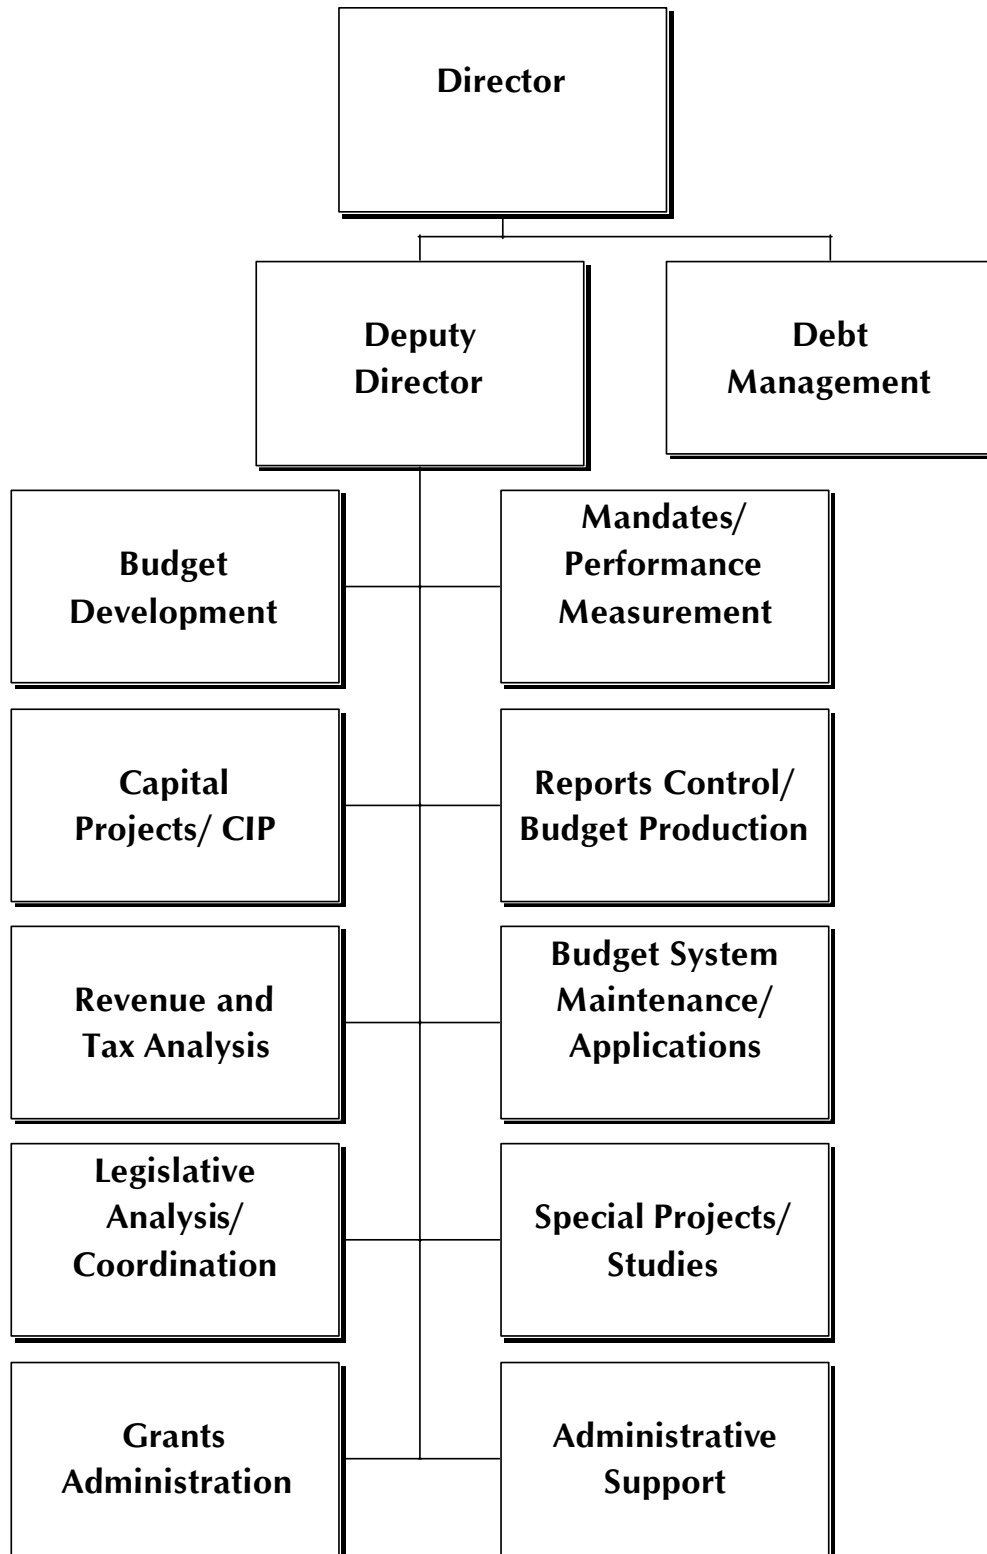 Director
Deputy
Director
Debt
Management
Budget
Development
Mandates/
Performance
Measurement
Capital
Projects/ CIP
Reports Control/
Budget Production
Revenue and
Tax Analysis
Budget System
Maintenance/
Applications
Legislative
Analysis/
Coordination
Special Projects/
Studies
Grants
Administration
Administrative
Support